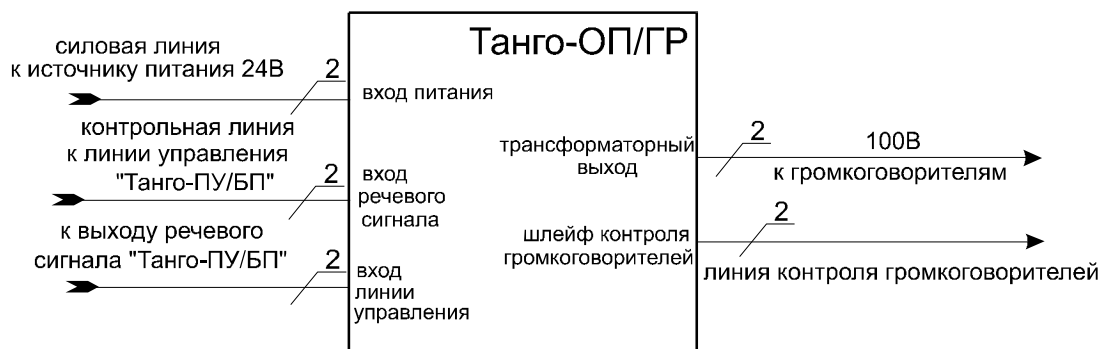 Танго-ОП/ГР
силовая линия
к источнику питания 24В
2
вход питания
контрольная линия
к линии управления
"Танго-ПУ/БП"
2
вход
речевого
сигнала
к выходу речевого
сигнала "Танго-ПУ/БП"
2
вход
линии
управления
трансформаторный
выход
2
100В
к громкоговорителям
шлейф контроля
громкоговорителей
2
линия контроля громкоговорителей